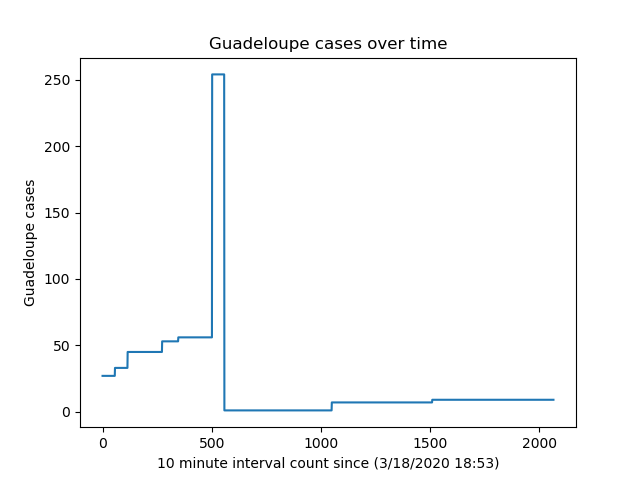 Guadeloupe cases over time
Guadeloupe cases
250
200
150
100
50
0
0 500 1000 1500 2000
10 minute interval count since (3/18/2020 18:53)